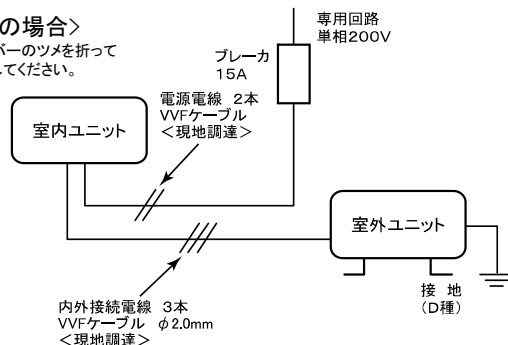 の場合>
バーのツメを折って
してください。
専用回路
単相200V
ブレーカ
15A
電源電線 2本
VVFケーブル
<現地調達>
室内ユニット
室外ユニット
接 地
(D種)
内外接続電線 3本
VVFケーブル φ2.0mm
<現地調達>